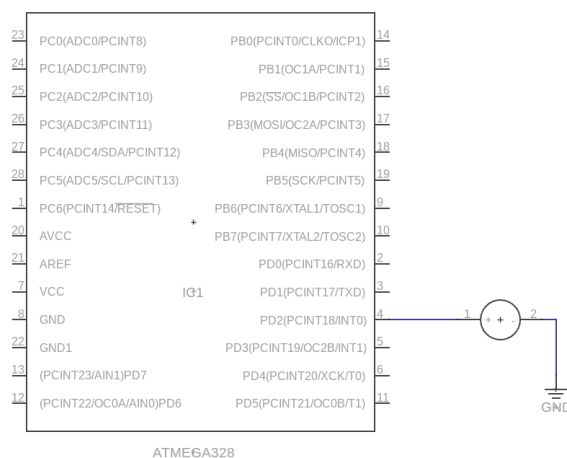 23 PC0(ADC0/PCINT8) PB0(PCINT0/CLKO/ICP1) 14
24 PC1(ADC1/PCINT9) PB1(OC1A/PCINT1) 15
25 PC2(ADC2/PCINT10) PB2(SS/OC1B/PCINT2) 16
26 PC3(ADC3/PCINT11) PB3(MOSI/OC2A/PCINT3) 17
27 PC4(ADC4/SDA/PCINT12) PB4(MISO/PCINT4) 18
28 PC5(ADC5/SCL/PCINT13) PB5(SCK/PCINT5) 19
1 PC6(PCINT14/RESET) PB6(PCINT6/XTAL1/TOSC1) 9
20 AVCC PB7(PCINT7/XTAL2/TOSC2) 10
21 AREF PD0(PCINT16/RXD) 2
7 VCC IC1 PD1(PCINT17/TXD) 3
8 GND PD2(PCINT18/INT0) 4 1 + + - 2
22 GND1 PD3(PCINT19/OC2B/INT1) 5
13 (PCINT23/AIN1)PD7 PD4(PCINT20/XCK/T0) 6
12 (PCINT22/OC0A/AIN0)PD6 PD5(PCINT21/OC0B/T1) 11
GND
ATMEGA328